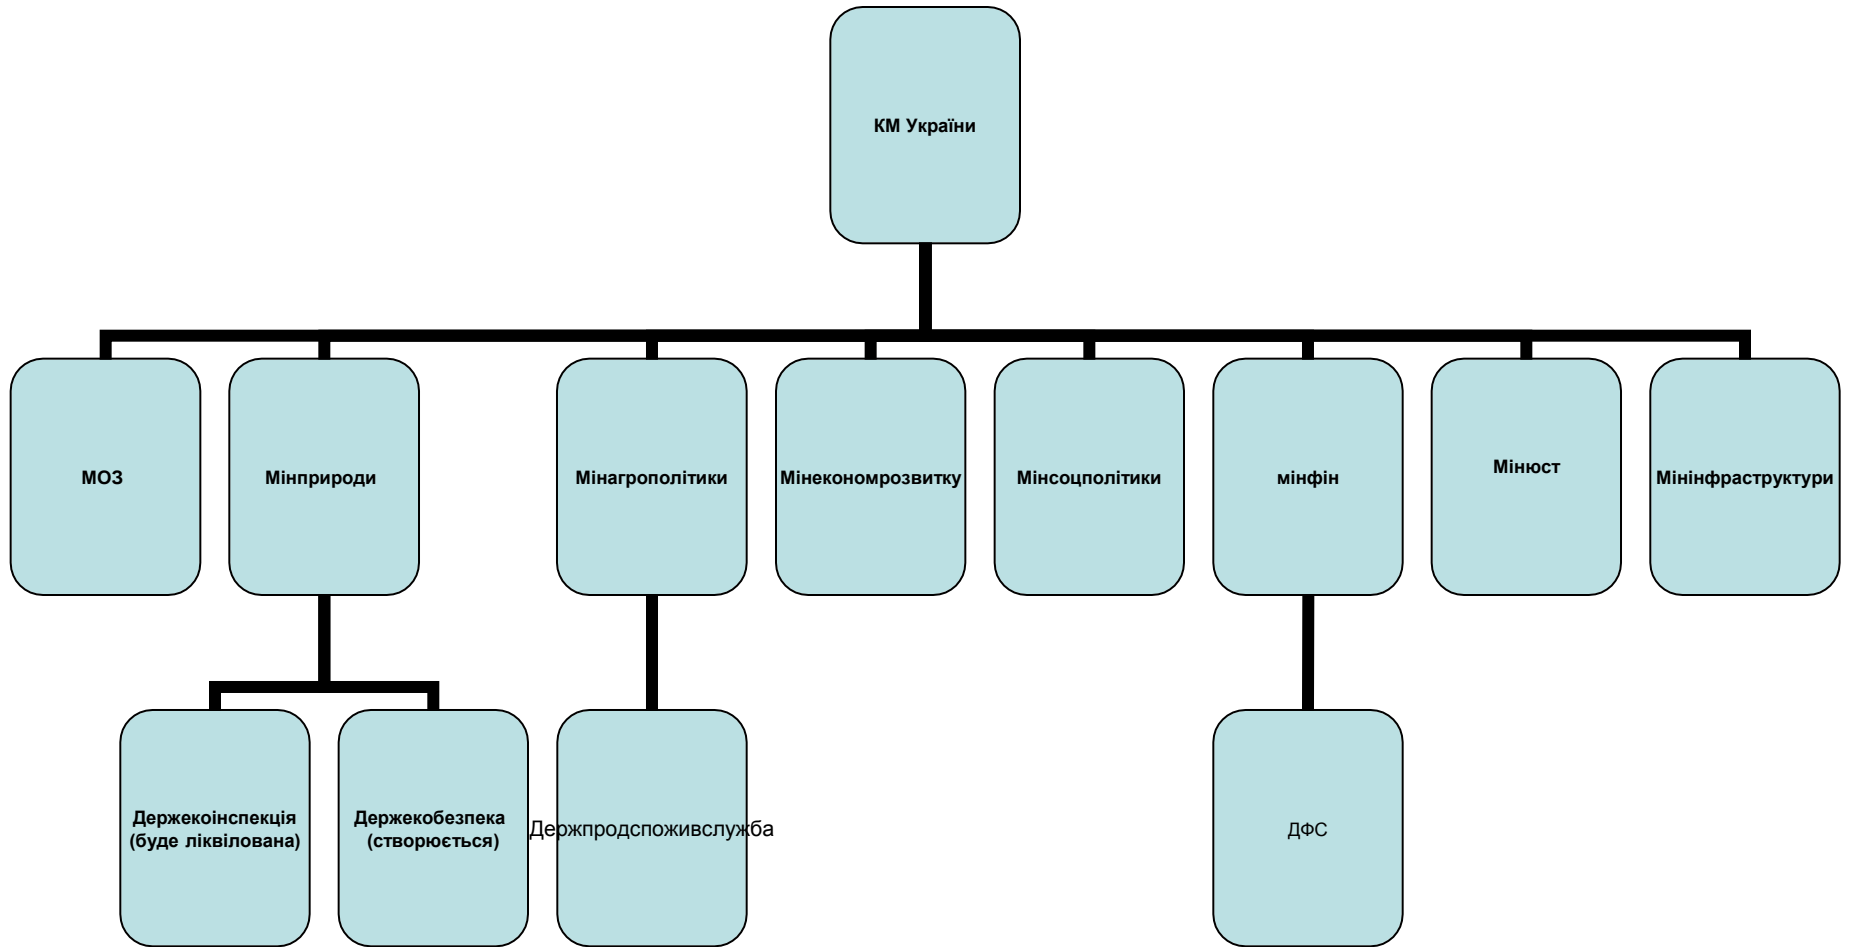 КМ України
МОЗ
Мінприроди
Мінагрополітики
Мінекономрозвитку
Мінсоцполітики
мінфін
Мінюст
Мінінфраструктури
Держекоінспекція
(буде ліквілована)
Держекобезпека
(створюється)
Держпродспоживслужба
ДФС